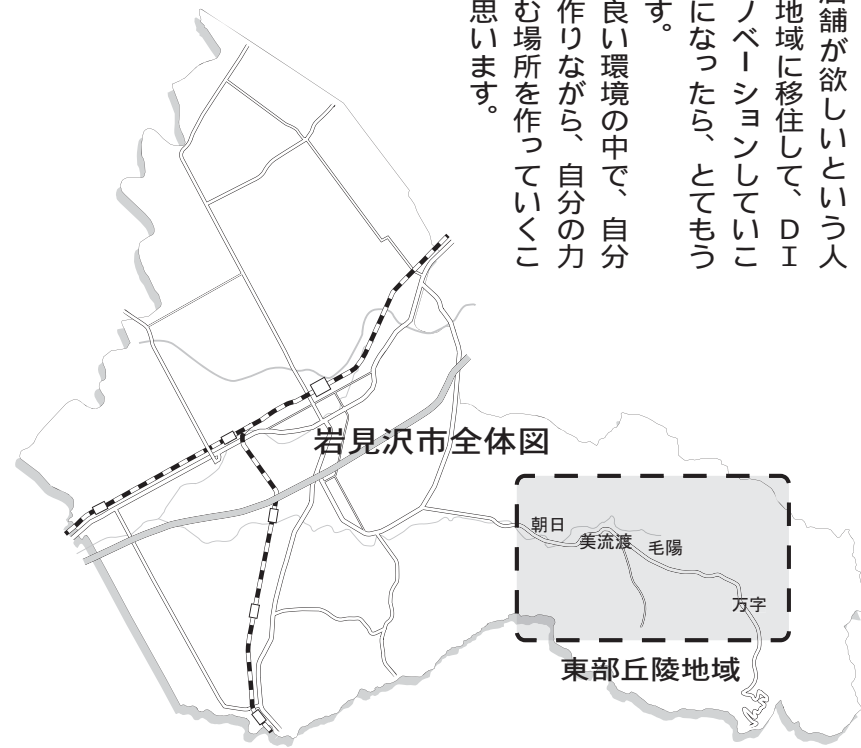 店舗が欲しいという人
地域に移住して、DI
ノベーションしていこ
になったら、とてもう
す。
良い環境の中で、自分
作りながら、自分の力
む場所を作っていくこ
思います。
岩見沢市全体図
朝日
美流渡
毛陽
万字
東部丘陵地域